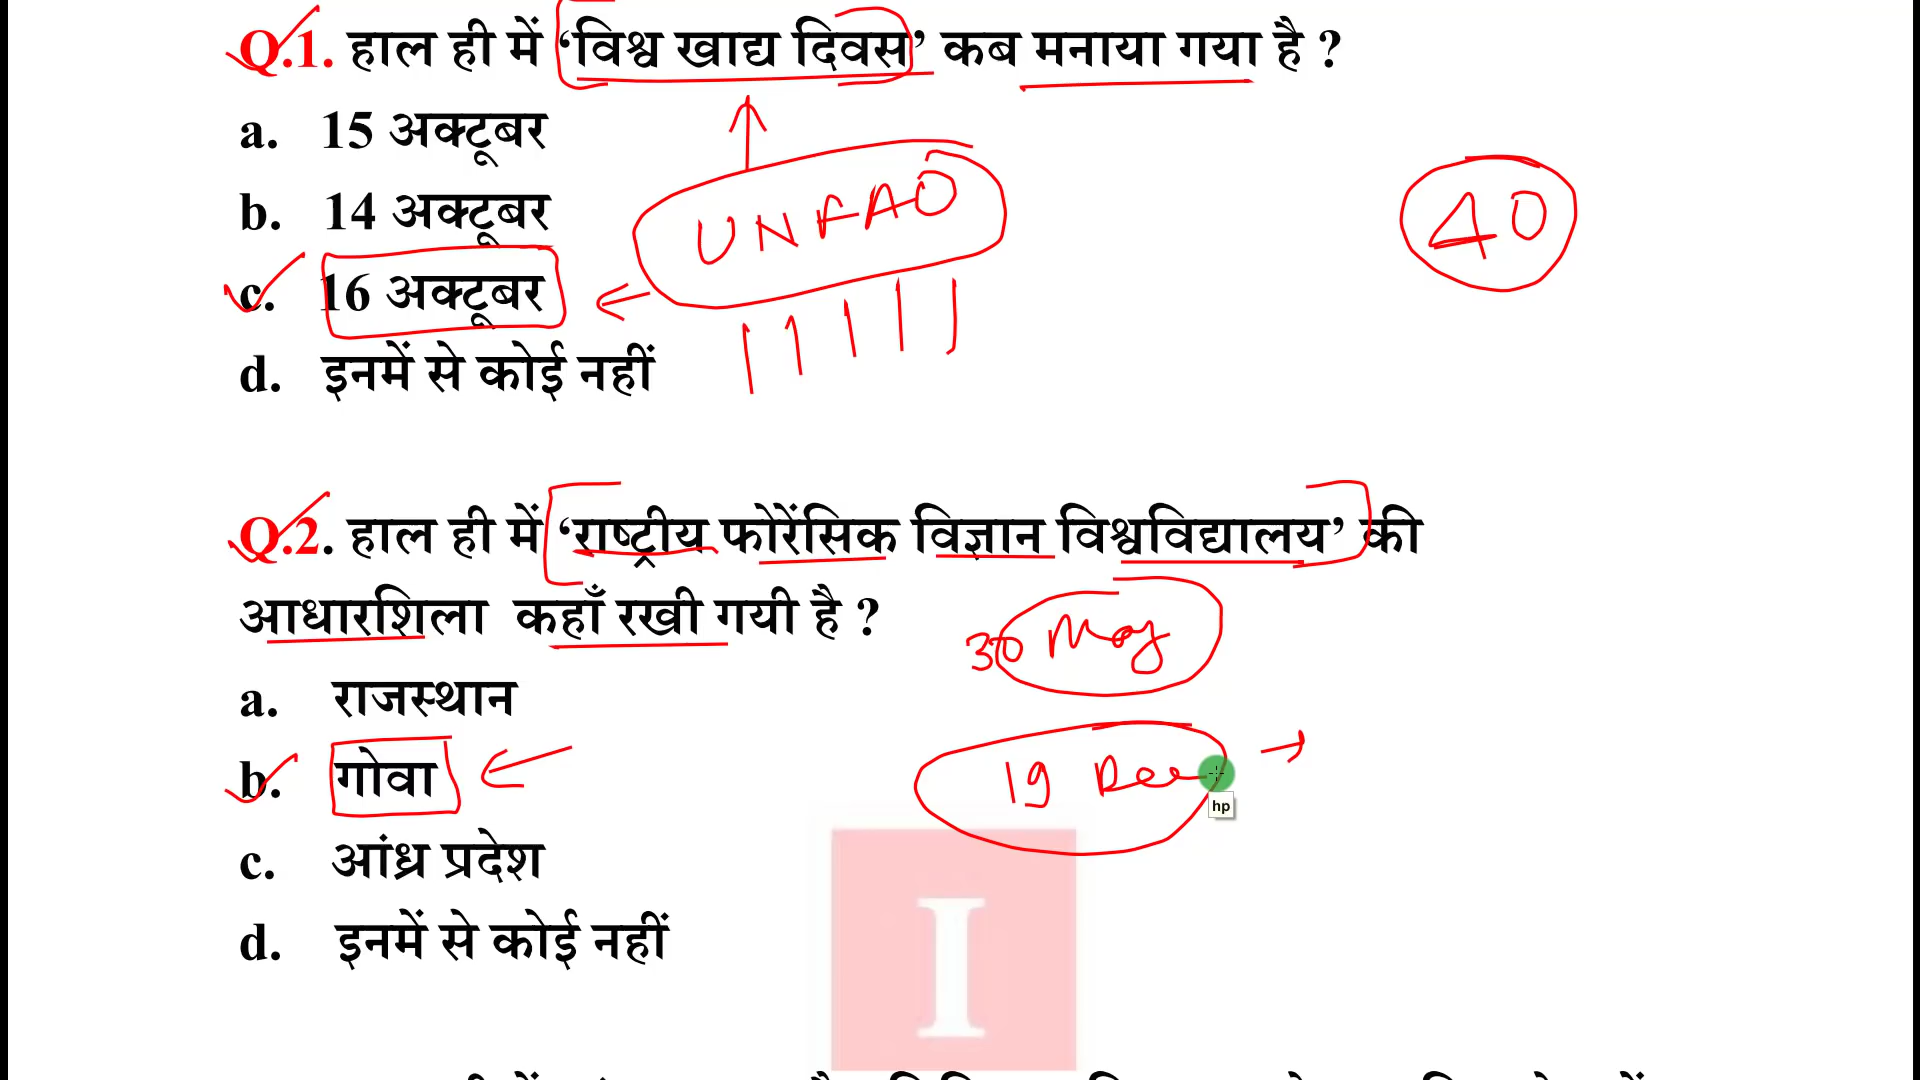 Q.1. हाल ही में ‘विश्व खाद्य दिवस’ कब मनाया गया है ?
a. 15 अक्टूबर
b. 14 अक्टूबर
UNFAO
40
c. 16 अक्टूबर
d. इनमें से कोई नहीं
Q.2. हाल ही में ‘राष्ट्रीय फोरेंसिक विज्ञान विश्वविद्यालय’ की
आधारशिला कहाँ रखी गयी है ?
30 May
a. राजस्थान
b. गोवा
19 Dec
hp
c. आंध्र प्रदेश
I
d. इनमें से कोई नहीं